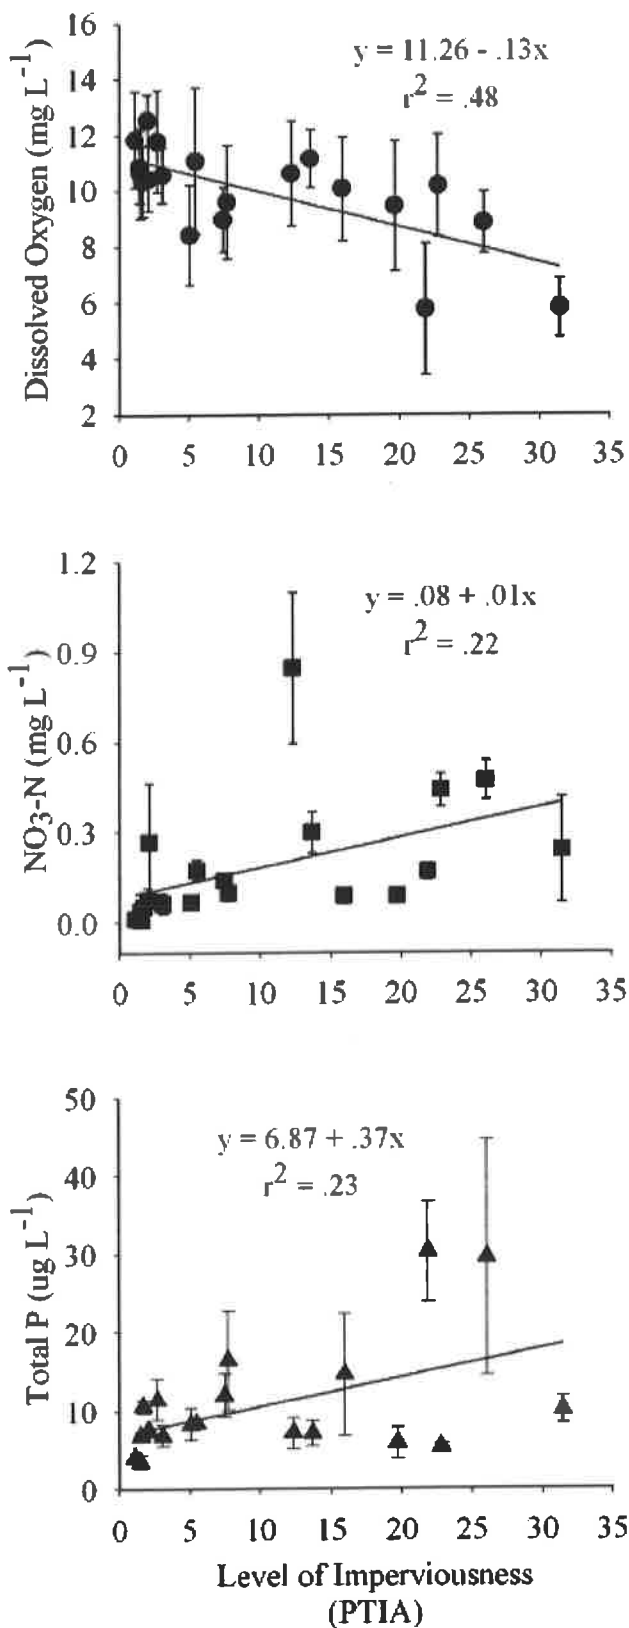 16
14
12
10
8
6
4
2
Dissolved Oxygen (mg L⁻¹)
y = 11.26 - .13x
r² = .48
0 5 10 15 20 25 30 35
1.2
0.9
0.6
0.3
0.0
NO₃-N (mg L⁻¹)
y = .08 + .01x
r² = .22
0 5 10 15 20 25 30 35
50
40
30
20
10
0
Total P (ug L⁻¹)
y = 6.87 + .37x
r² = .23
0 5 10 15 20 25 30 35
Level of Imperviousness
(PTIA)